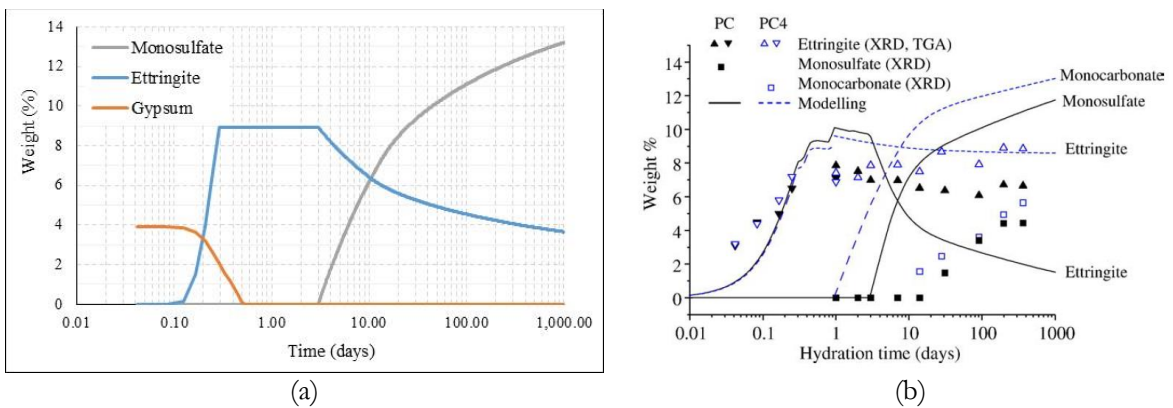 14
12
10
8
6
4
2
0
Weight (%)
Monosulfate
Ettringite
Gypsum
0.01 0.10 1.00 10.00 100.00 1,000.00
Time (days)
(a)
PC PC4
Ettringite (XRD, TGA)
Monosulfate (XRD)
Monocarbonate (XRD)
Modelling
14
12
10
8
6
4
2
0
Weight %
Monocarbonate
Monosulfate
Ettringite
Ettringite
0.01 0.1 1 10 100 1000
Hydration time (days)
(b)